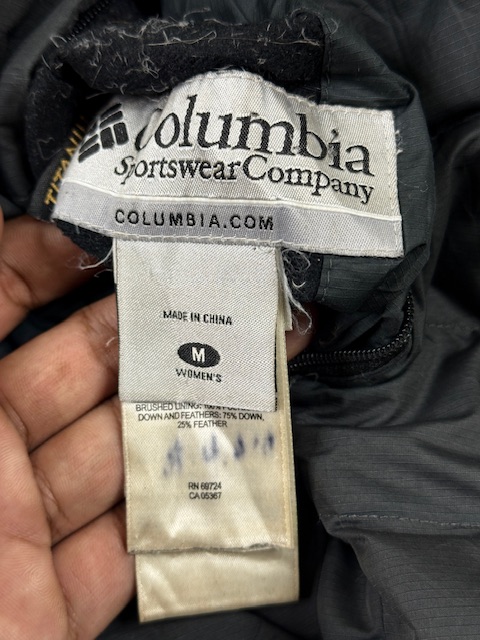 Columbia
Sportswear Company
COLUMBIA.COM
TITANIU
MADE IN CHINA
M
WOMEN'S
DOWN AND FEATHERS: 75% DOWN,
25% FEATHER
RN 69724
CA 05367